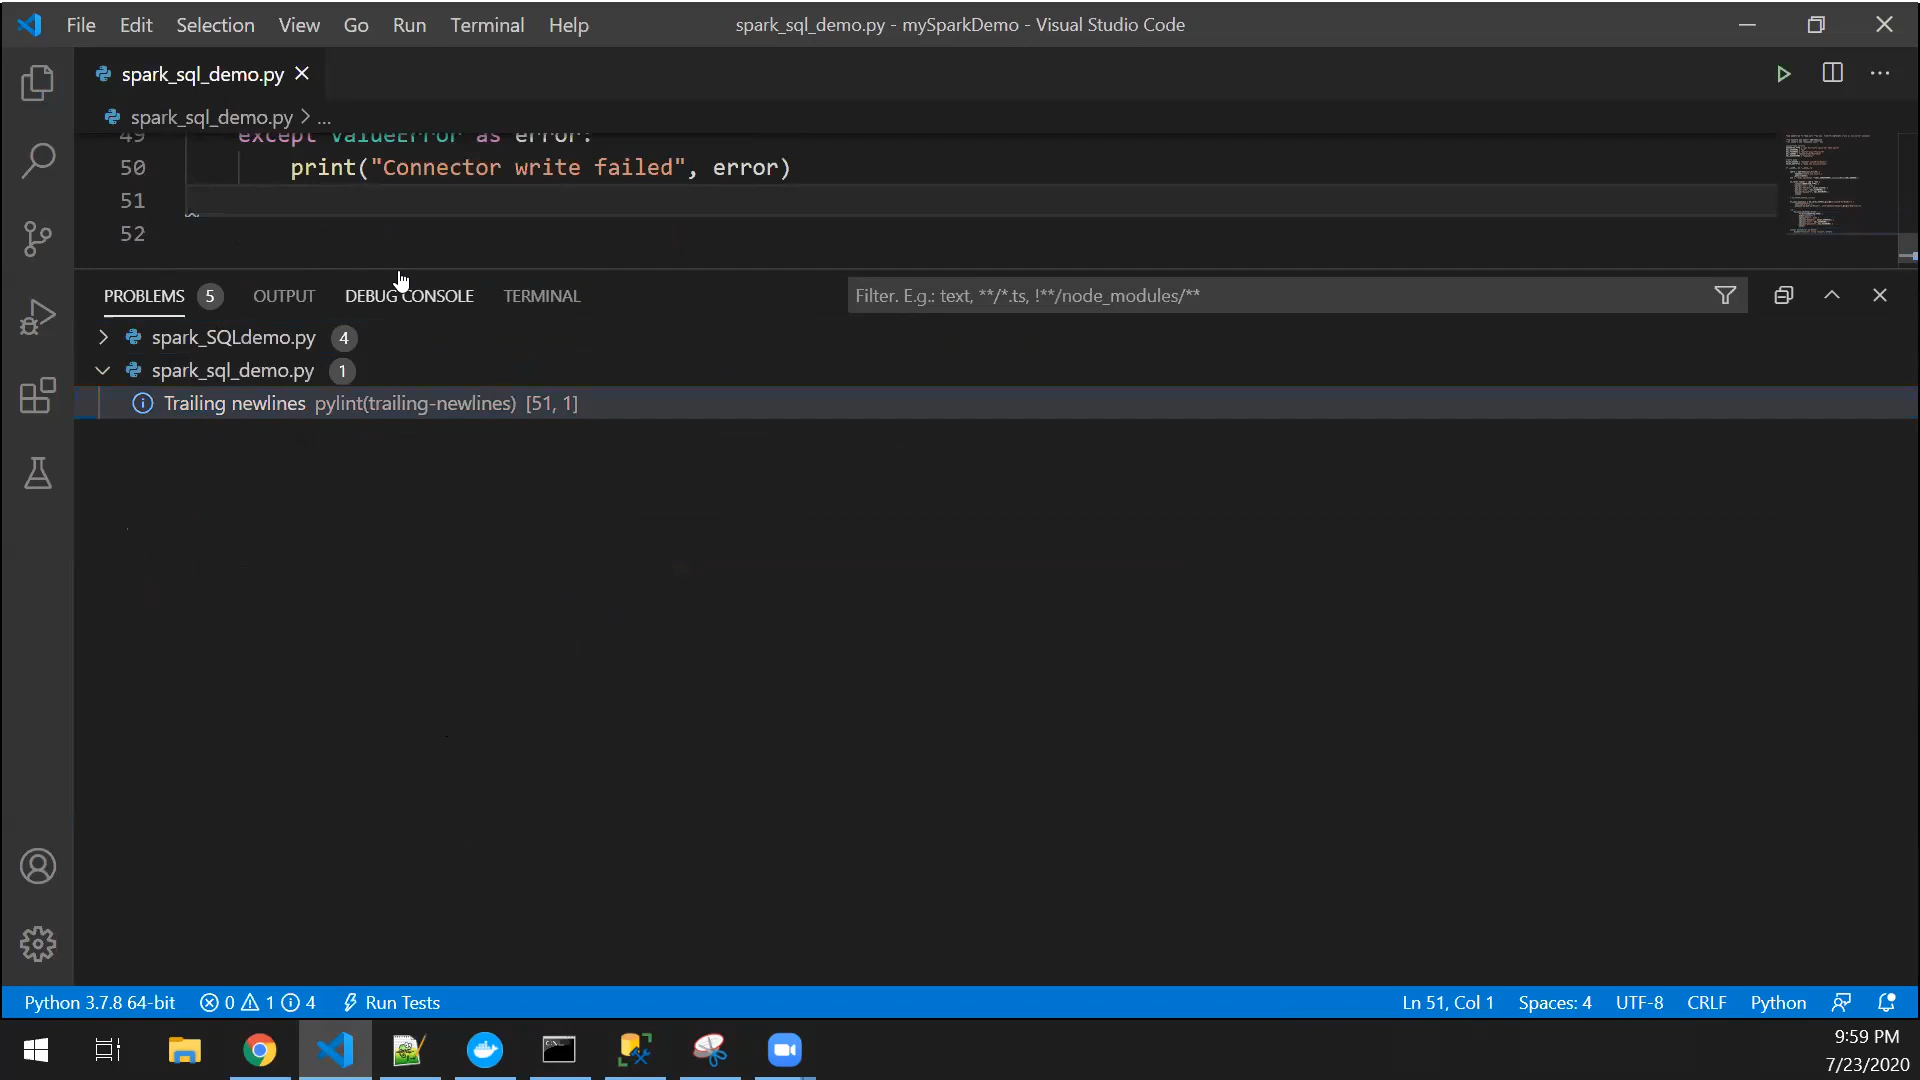 File Edit Selection View Go Run Terminal Help
spark_sql_demo.py - mySparkDemo - Visual Studio Code
spark_sql_demo.py
spark_sql_demo.py > ...
49 except ValueError as error:
50 print("Connector write failed", error)
51
52
PROBLEMS 5 OUTPUT DEBUG CONSOLE TERMINAL
Filter. E.g.: text, **/*.ts, !**/node_modules/**
spark_SQLdemo.py 4
spark_sql_demo.py 1
Trailing newlines pylint(trailing-newlines) [51, 1]
Python 3.7.8 64-bit 0 1 4 Run Tests
Ln 51, Col 1 Spaces: 4 UTF-8 CRLF Python
9:59 PM
7/23/2020